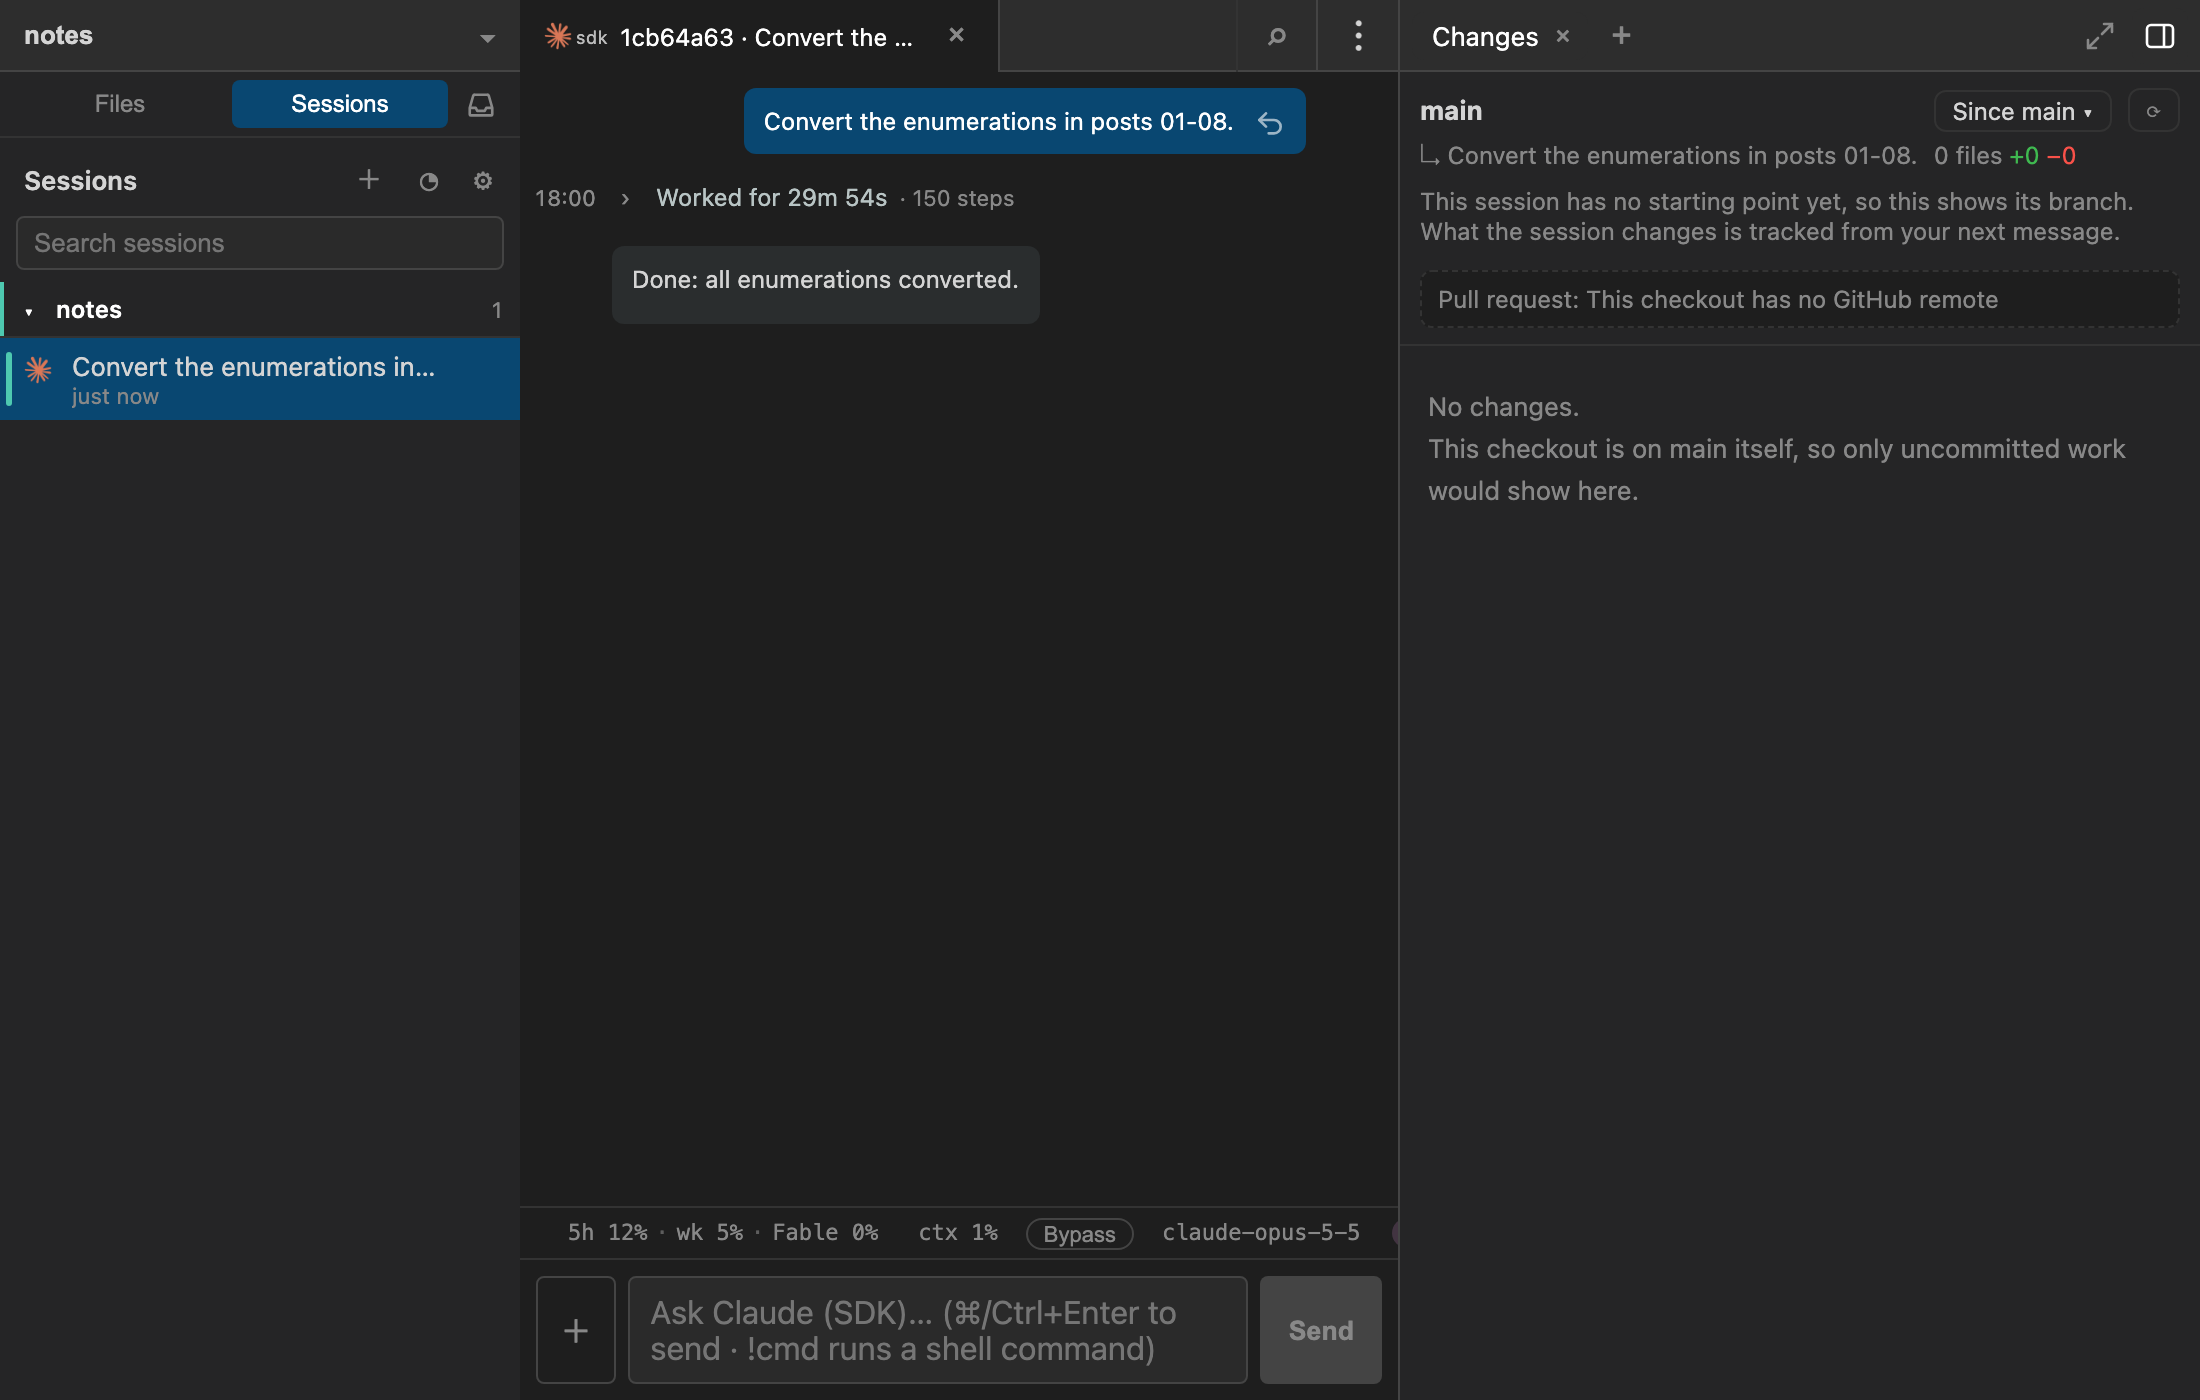 notes
Files
Sessions
Sessions
Search sessions
notes
1
Convert the enumerations in...
just now
sdk 1cb64a63 · Convert the ...
Convert the enumerations in posts 01-08.
18:00 › Worked for 29m 54s · 150 steps
Done: all enumerations converted.
5h 12% · wk 5% · Fable 0% ctx 1% Bypass claude-opus-5-5
Ask Claude (SDK)... (⌘/Ctrl+Enter to
send · !cmd runs a shell command)
Send
Changes
main
Since main
Convert the enumerations in posts 01-08. 0 files +0 −0
This session has no starting point yet, so this shows its branch.
What the session changes is tracked from your next message.
Pull request: This checkout has no GitHub remote
No changes.
This checkout is on main itself, so only uncommitted work
would show here.